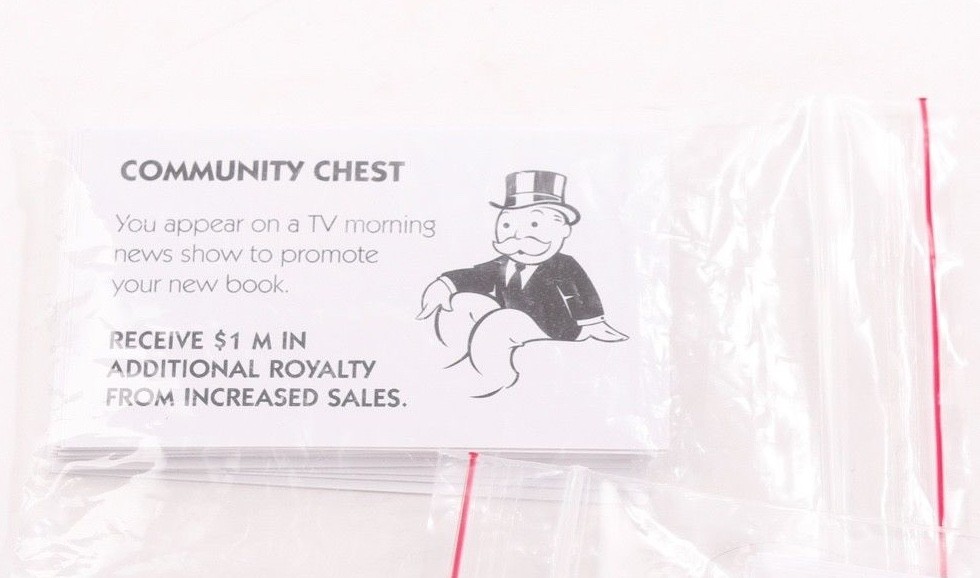 COMMUNITY CHEST
You appear on a TV morning
news show to promote
your new book.
RECEIVE $1 M IN
ADDITIONAL ROYALTY
FROM INCREASED SALES.